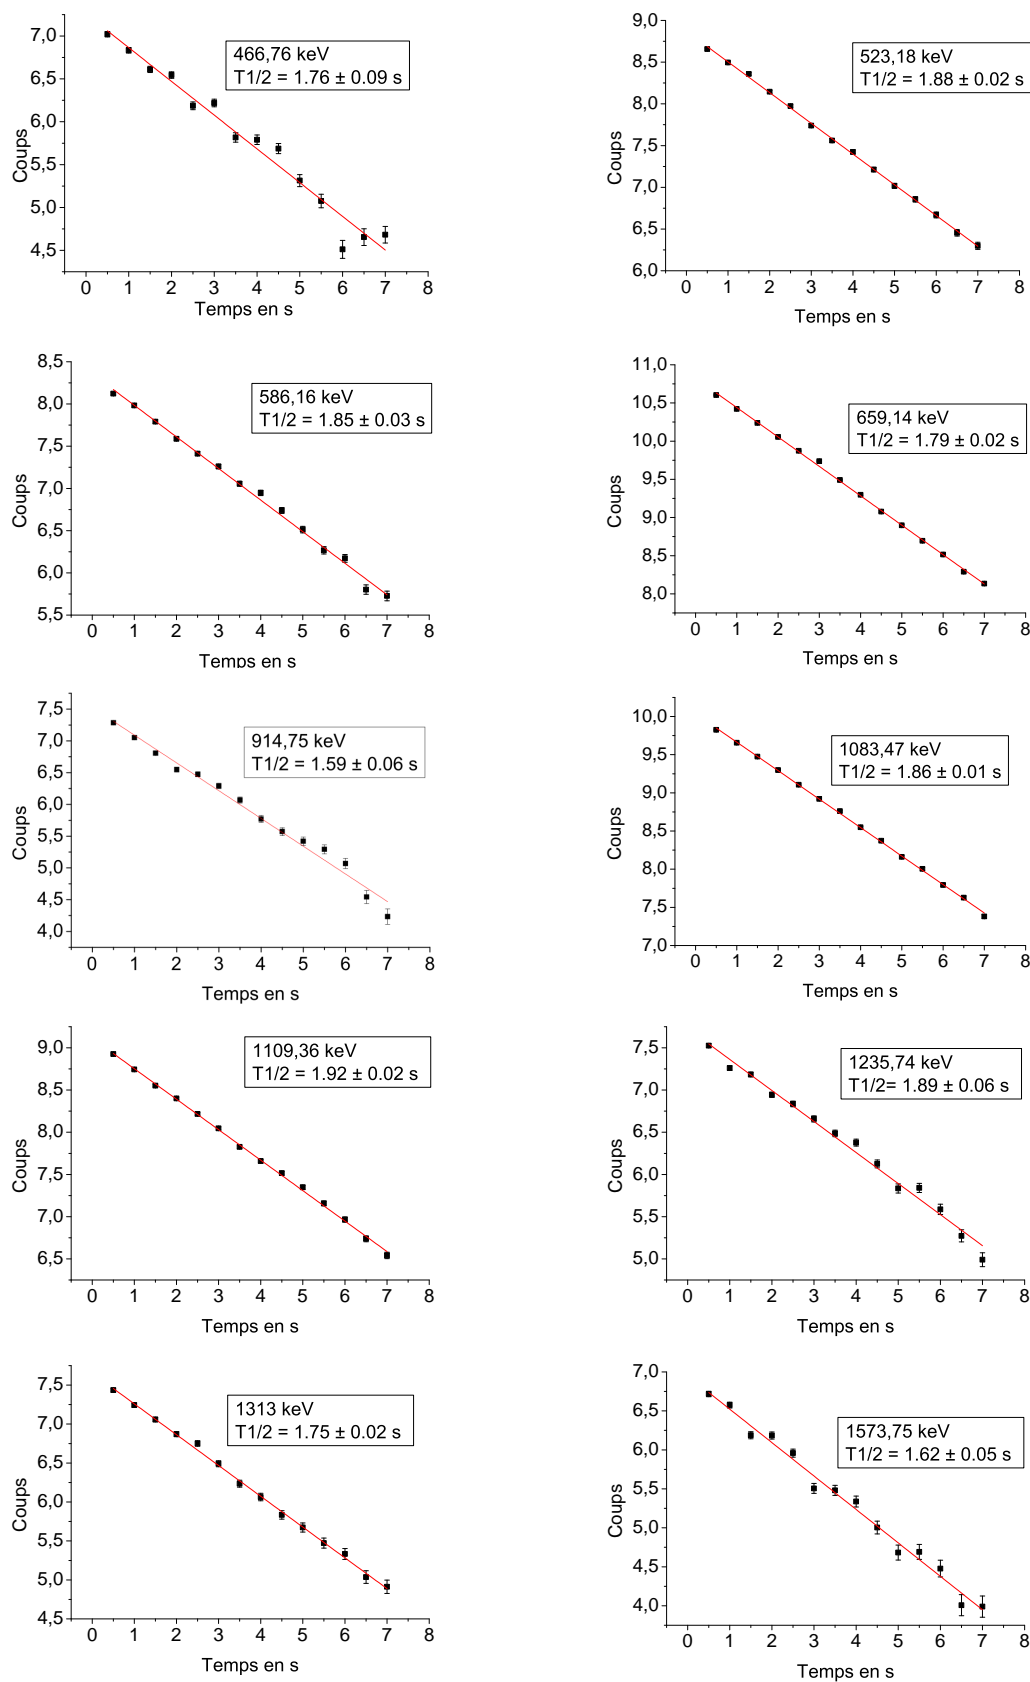 466,76 keV
T1/2 = 1.76 ± 0.09 s
7,0
6,5
6,0
5,5
5,0
4,5
Coups
0 1 2 3 4 5 6 7 8
Temps en s
523,18 keV
T1/2 = 1.88 ± 0.02 s
9,0
8,5
8,0
7,5
7,0
6,5
6,0
Coups
0 1 2 3 4 5 6 7 8
Temps en s
586,16 keV
T1/2 = 1.85 ± 0.03 s
8,5
8,0
7,5
7,0
6,5
6,0
5,5
Coups
0 1 2 3 4 5 6 7 8
Temps en s
659,14 keV
T1/2 = 1.79 ± 0.02 s
11,0
10,5
10,0
9,5
9,0
8,5
8,0
Coups
0 1 2 3 4 5 6 7 8
Temps en s
914,75 keV
T1/2 = 1.59 ± 0.06 s
7,5
7,0
6,5
6,0
5,5
5,0
4,5
4,0
Coups
0 1 2 3 4 5 6 7 8
Temps en s
1083,47 keV
T1/2 = 1.86 ± 0.01 s
10,0
9,5
9,0
8,5
8,0
7,5
7,0
Coups
0 1 2 3 4 5 6 7 8
Temps en s
1109,36 keV
T1/2 = 1.92 ± 0.02 s
9,0
8,5
8,0
7,5
7,0
6,5
Coups
0 1 2 3 4 5 6 7 8
Temps en s
1235,74 keV
T1/2= 1.89 ± 0.06 s
7,5
7,0
6,5
6,0
5,5
5,0
Coups
0 1 2 3 4 5 6 7 8
Temps en s
1313 keV
T1/2 = 1.75 ± 0.02 s
7,5
7,0
6,5
6,0
5,5
5,0
4,5
Coups
0 1 2 3 4 5 6 7 8
Temps en s
1573,75 keV
T1/2 = 1.62 ± 0.05 s
7,0
6,5
6,0
5,5
5,0
4,5
4,0
Coups
0 1 2 3 4 5 6 7 8
Temps en s